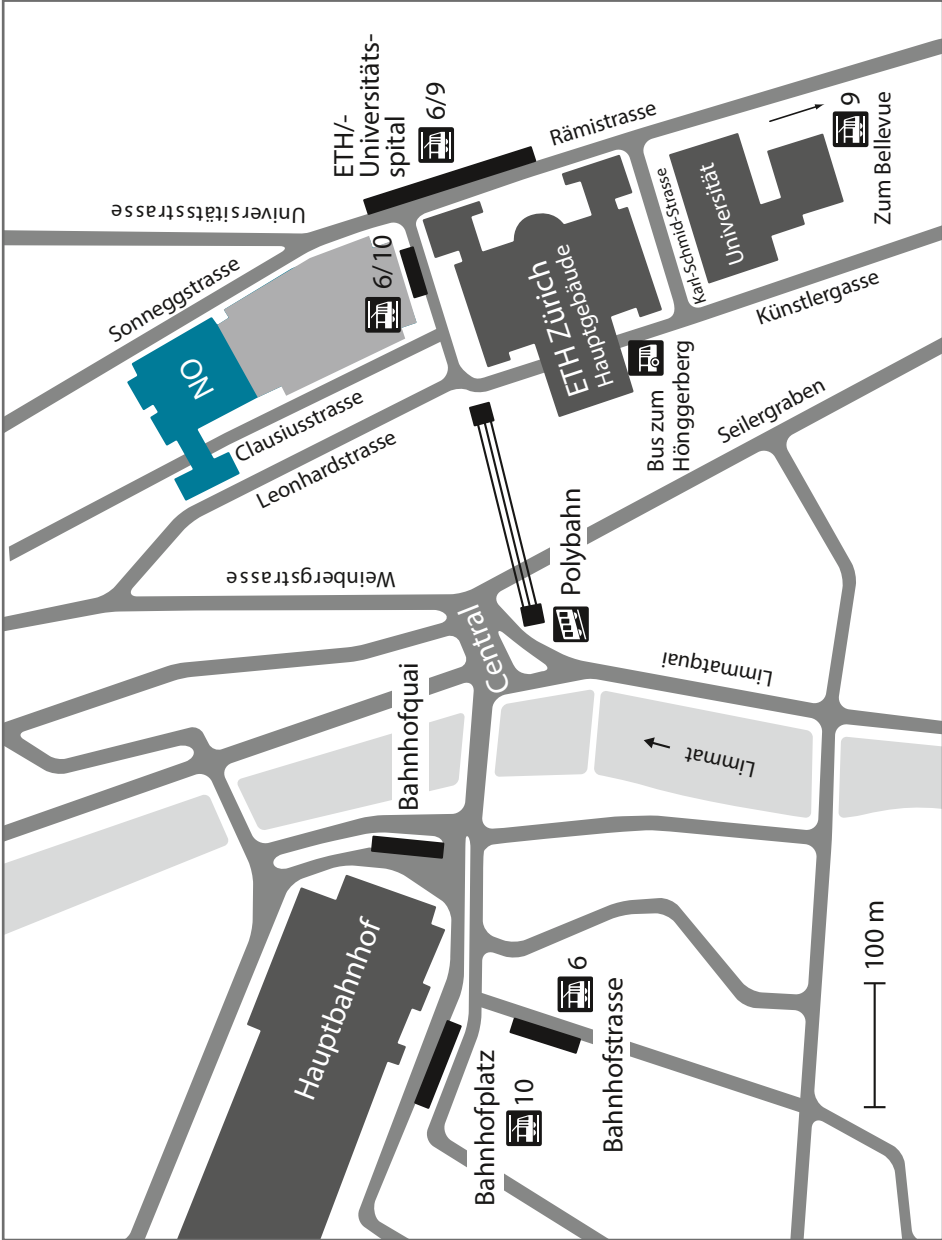 Universitätsstrasse
Sonneggstrasse
ETH/-
Universitäts-
spital
6/9
6/10
Rämistrasse
NO
Clausiusstrasse
Leonhardstrasse
ETH Zürich
Hauptgebäude
Karl-Schmid-Strasse
Universität
9
Zum Bellevue
Künstlergasse
Bus zum
Hönggerberg
Seilergraben
Weinbergstrasse
Polybahn
Central
Limmatquai
Bahnhofquai
Limmat
Hauptbahnhof
6
Bahnhofstrasse
Bahnhofplatz
10
100 m